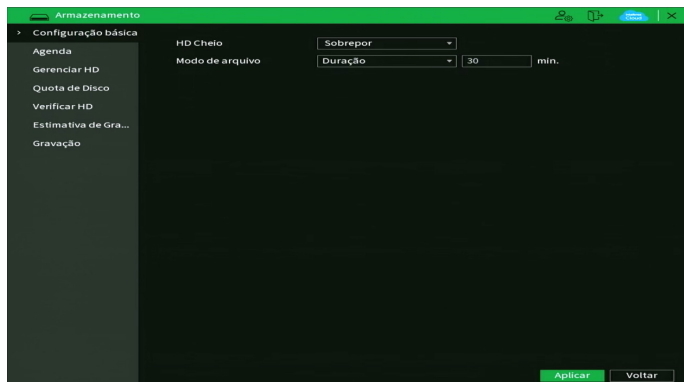 Armazenamento
Configuração básica
Agenda
Gerenciar HD
Quota de Disco
Verificar HD
Estimativa de Gra...
Gravação
HD Cheio Sobrepor
Modo de arquivo Duração 30 min.
Aplicar Voltar